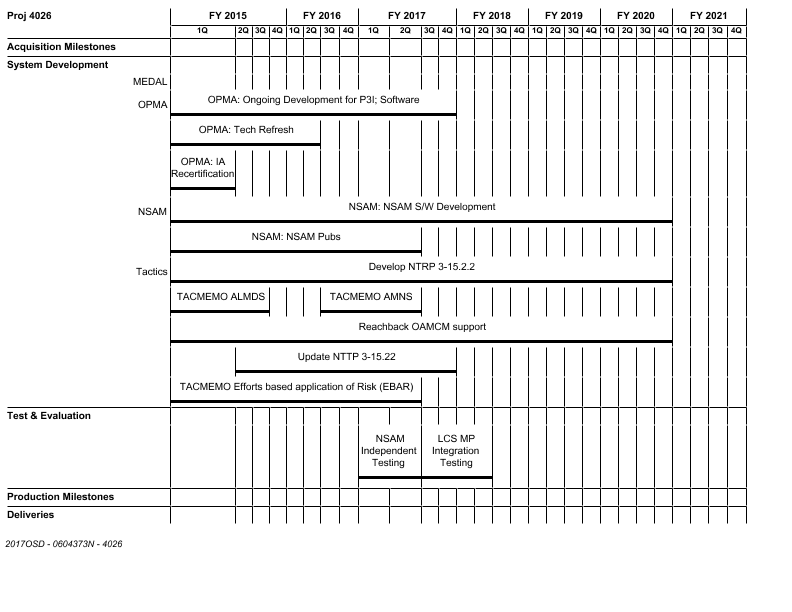 Proj 4026 FY 2015 FY 2016 FY 2017 FY 2018 FY 2019 FY 2020 FY 2021
1Q 2Q 3Q 4Q 1Q 2Q 3Q 4Q 1Q 2Q 3Q 4Q 1Q 2Q 3Q 4Q 1Q 2Q 3Q 4Q 1Q 2Q 3Q 4Q 1Q 2Q 3Q 4Q
Acquisition Milestones
System Development
MEDAL
OPMA OPMA: Ongoing Development for P3I; Software
OPMA: Tech Refresh
OPMA: IA
Recertification
NSAM NSAM: NSAM S/W Development
NSAM: NSAM Pubs
Tactics Develop NTRP 3-15.2.2
TACMEMO ALMDS TACMEMO AMNS
Reachback OAMCM support
Update NTTP 3-15.22
TACMEMO Efforts based application of Risk (EBAR)
Test & Evaluation
NSAM LCS MP
Independent Integration
Testing Testing
Production Milestones
Deliveries
2017OSD - 0604373N - 4026